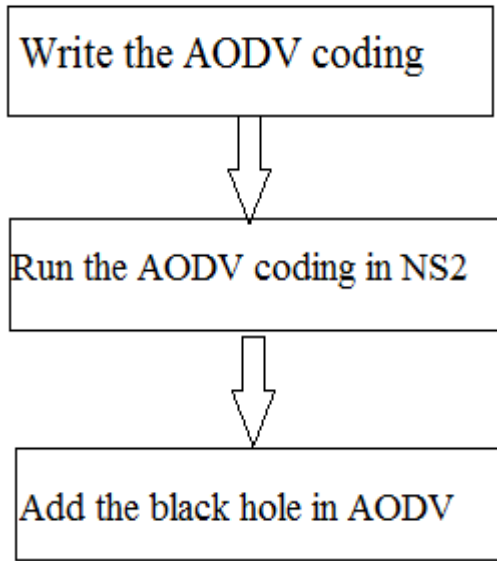 Write the AODV coding
Run the AODV coding in NS2
Add the black hole in AODV